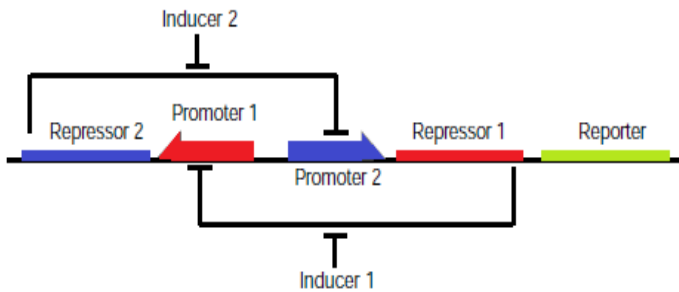 Inducer 2
Promoter 1
Repressor 2
Repressor 1
Reporter
Promoter 2
Inducer 1